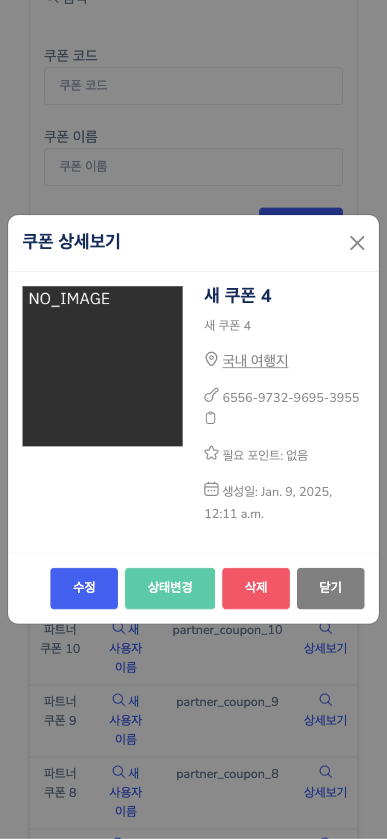 쿠폰 코드
쿠폰 코드
쿠폰 이름
쿠폰 이름
쿠폰 상세보기
NO_IMAGE
새 쿠폰 4
새 쿠폰 4
국내 여행지
6556-9732-9695-3955
필요 포인트: 없음
생성일: Jan. 9, 2025,
12:11 a.m.
수정 상태변경 삭제 닫기
파트너 새 partner_coupon_10
쿠폰 10 사용자 상세보기
이름
파트너 새 partner_coupon_9
쿠폰 9 사용자 상세보기
이름
파트너 새 partner_coupon_8
쿠폰 8 사용자 상세보기
이름